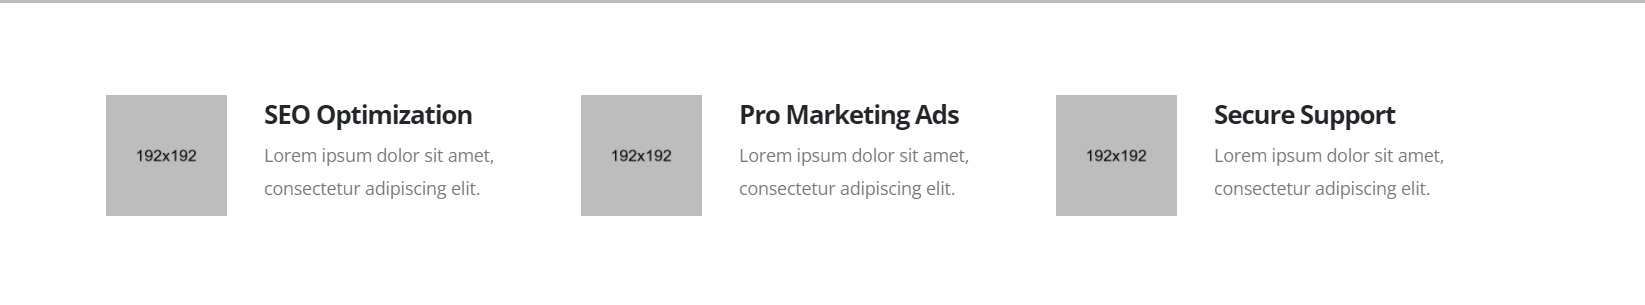 192x192
SEO Optimization
Lorem ipsum dolor sit amet,
consectetur adipiscing elit.
192x192
Pro Marketing Ads
Lorem ipsum dolor sit amet,
consectetur adipiscing elit.
192x192
Secure Support
Lorem ipsum dolor sit amet,
consectetur adipiscing elit.